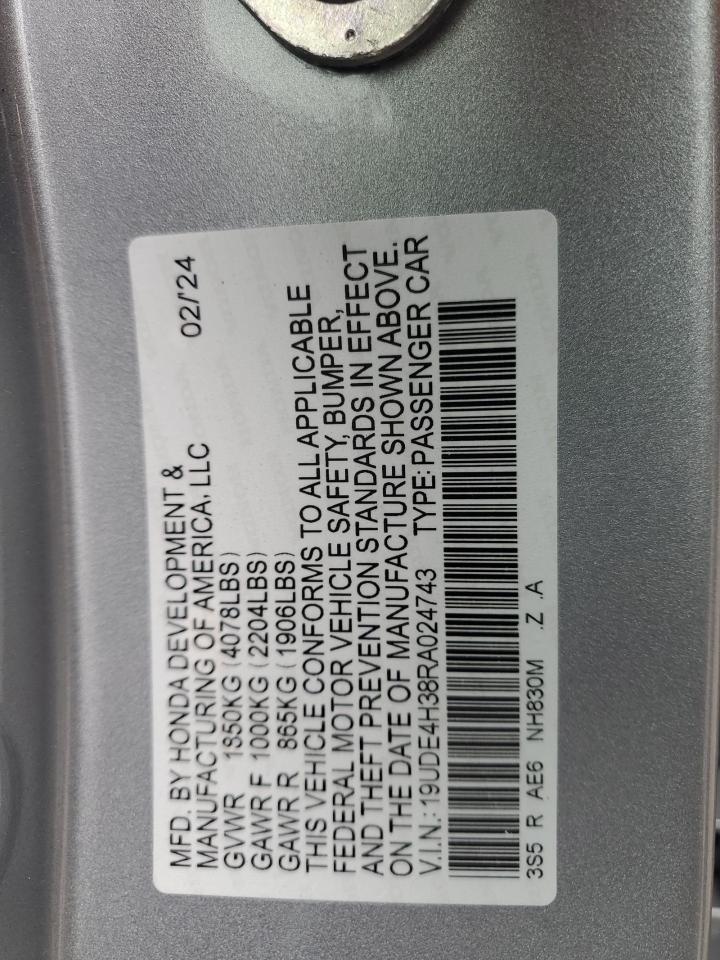 MFD. BY HONDA DEVELOPMENT &
MANUFACTURING OF AMERICA, LLC 02/'24
GVWR 1850KG (4078LBS)
GAWR F 1000KG (2204LBS)
GAWR R 865KG (1906LBS)
THIS VEHICLE CONFORMS TO ALL APPLICABLE
FEDERAL MOTOR VEHICLE SAFETY, BUMPER,
AND THEFT PREVENTION STANDARDS IN EFFECT
ON THE DATE OF MANUFACTURE SHOWN ABOVE.
V.I.N.: 19UDE4H38RA024743 TYPE: PASSENGER CAR
3S5 R AE6 NH830M .Z .A